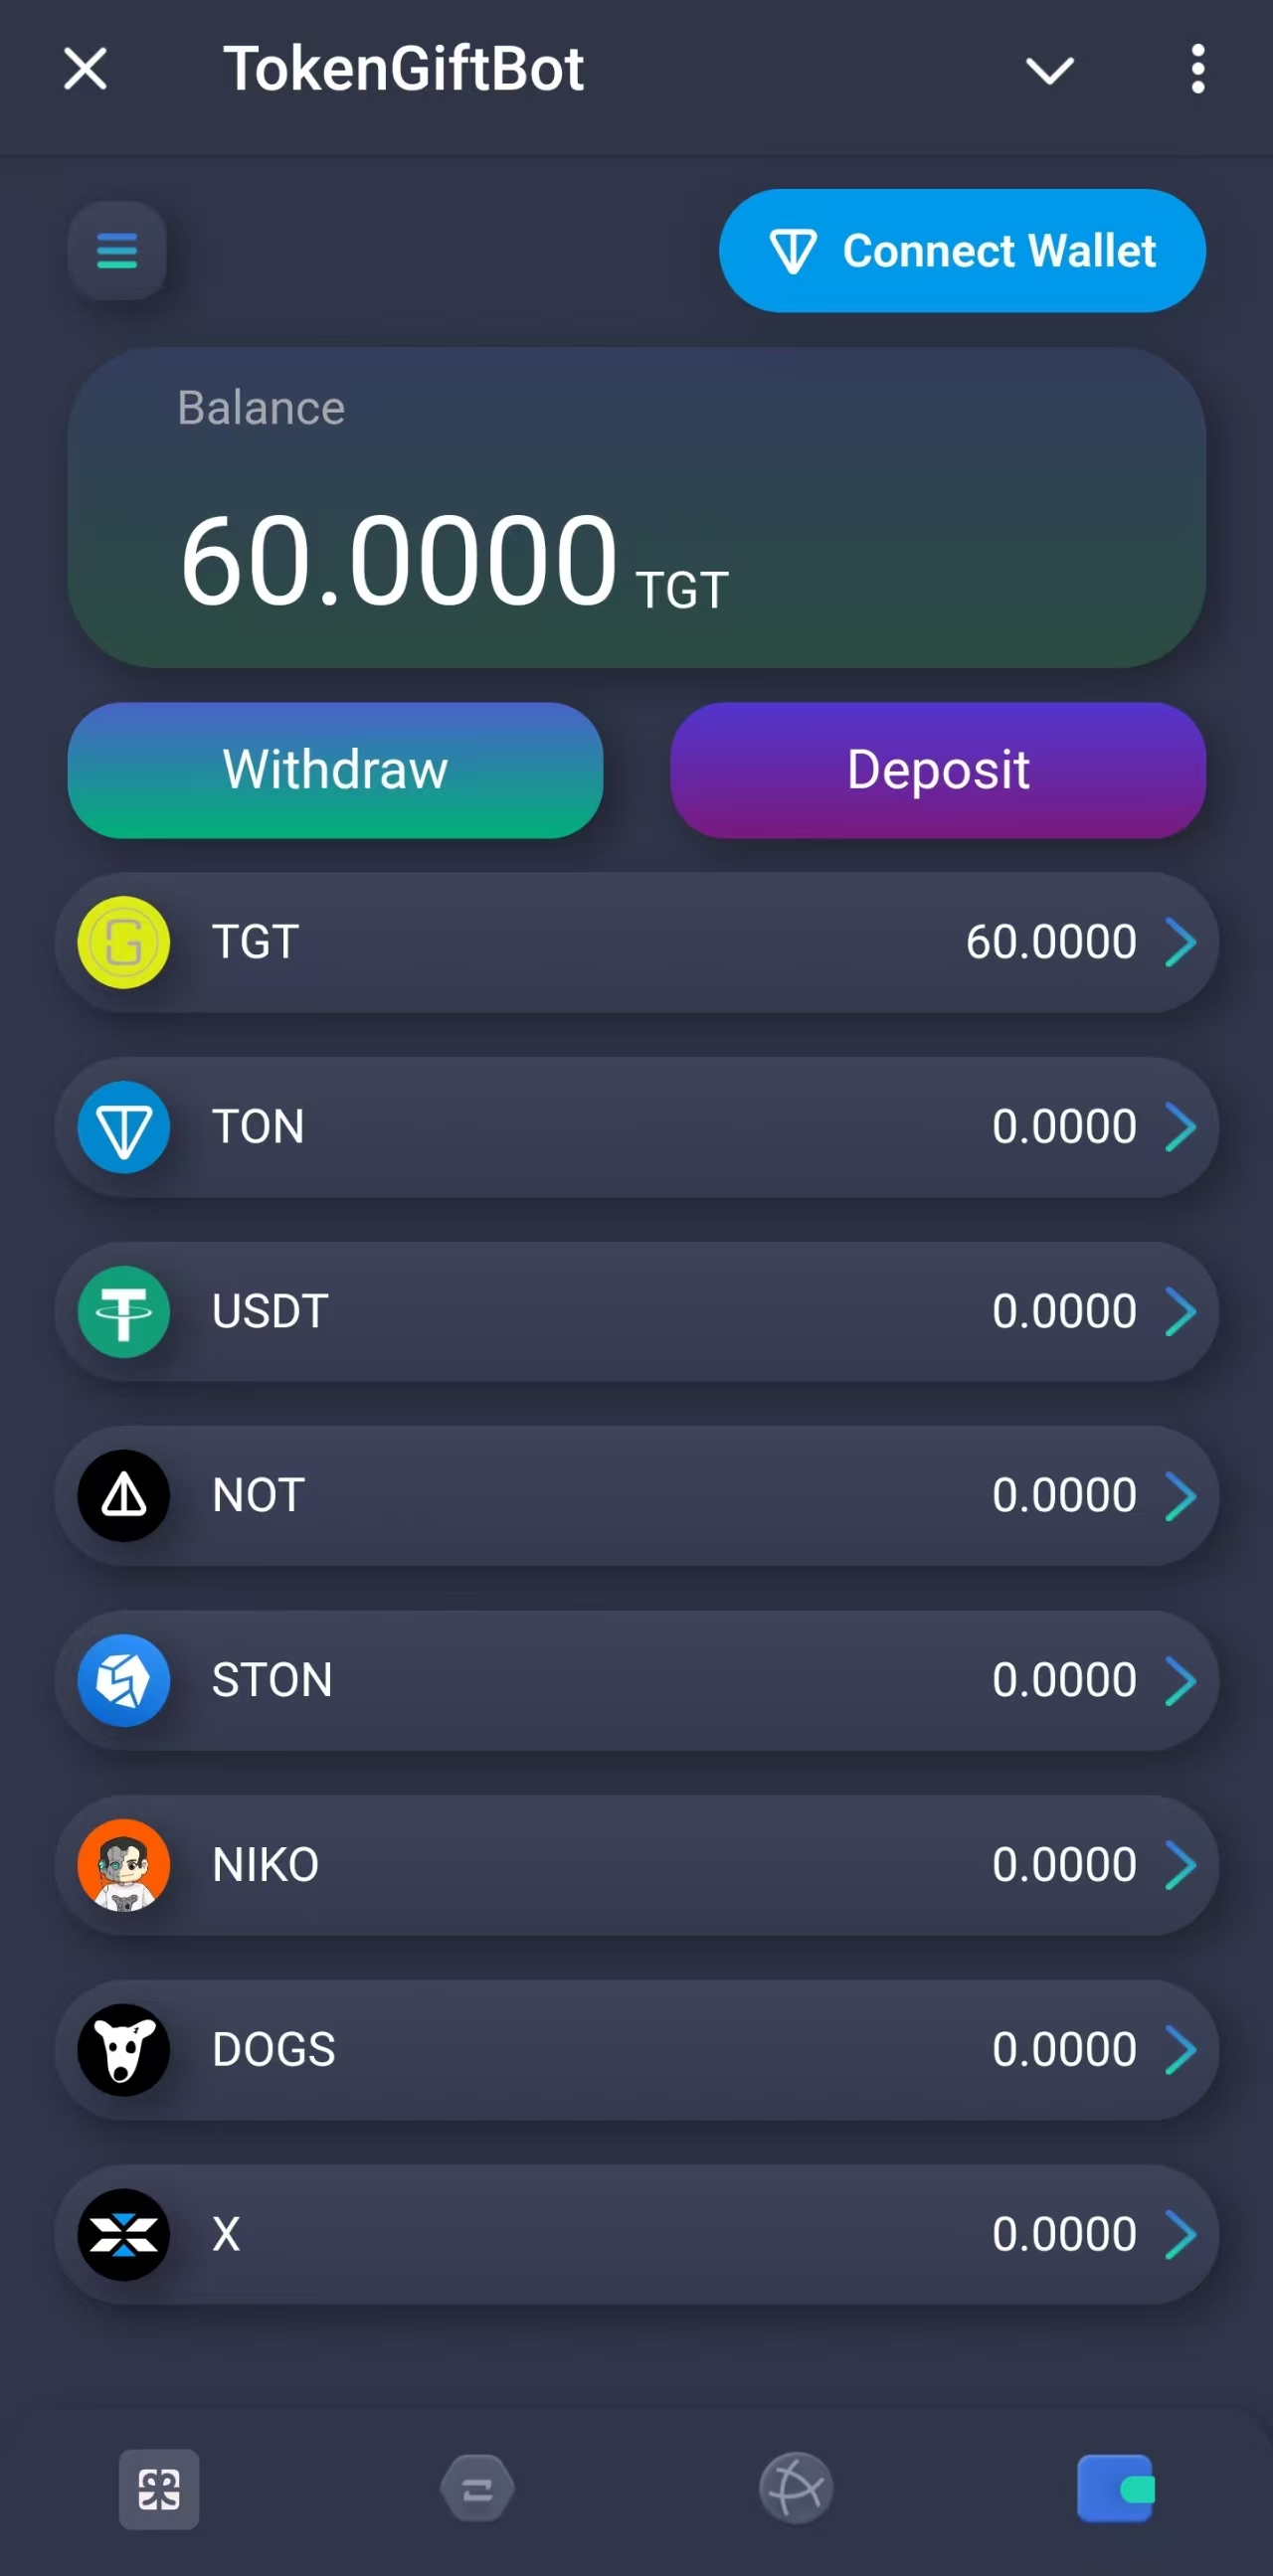 TokenGiftBot
Connect Wallet
Balance
60.0000 TGT
Withdraw Deposit
TGT 60.0000
TON 0.0000
USDT 0.0000
NOT 0.0000
STON 0.0000
NIKO 0.0000
DOGS 0.0000
X 0.0000